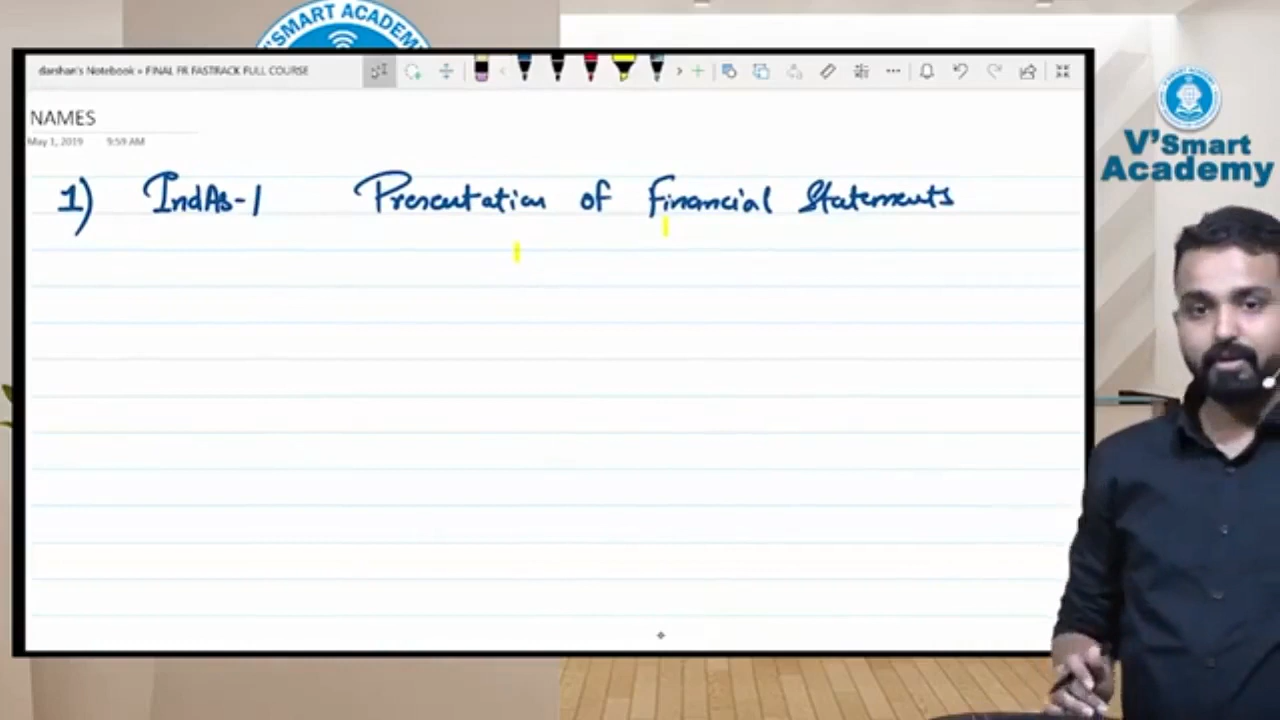 V'SMART ACADEMY
darshan's Notebook » FINAL FR FASTRACK FULL COURSE
NAMES
May 1, 2019 9:59 AM
1) IndAs-1 Presentation of Financial Statements
V'Smart
Academy